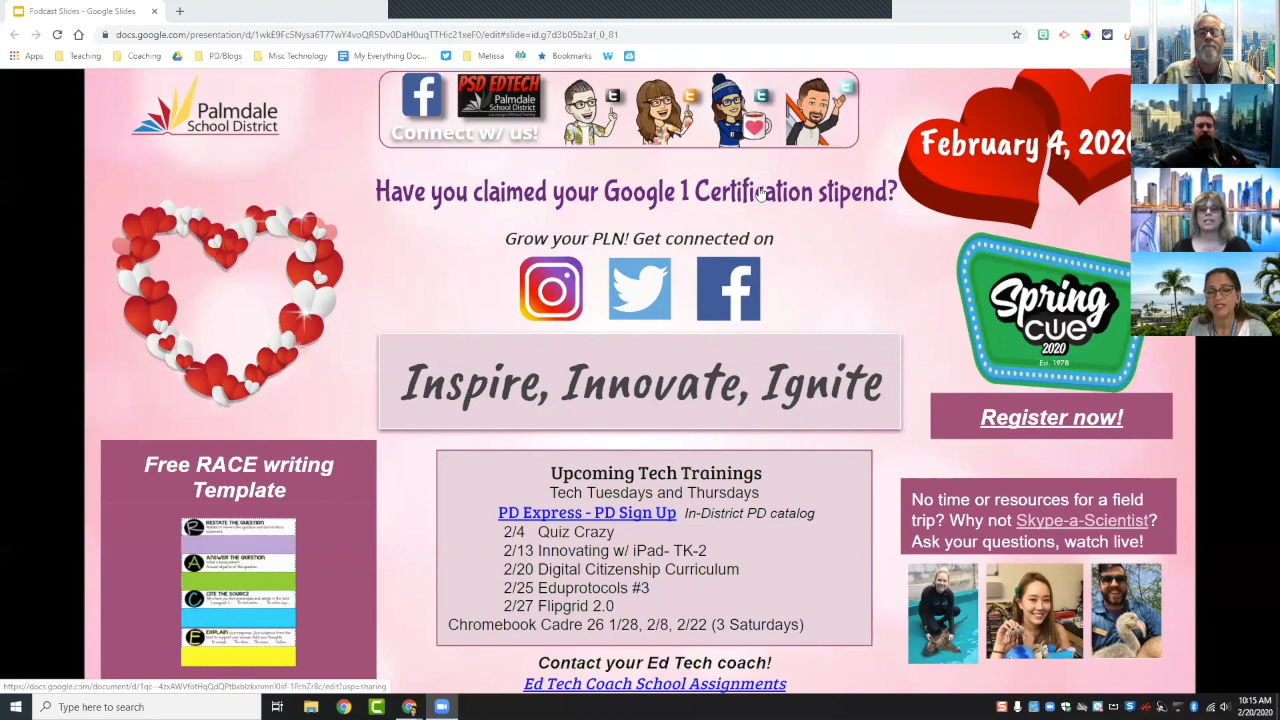 Podcast Slides - Google Slides
docs.google.com/presentation/d/1wkE9Fc5Nysa6T77wY4voQR5Dv0DaH0uqTTHic21xeF0/edit#slide=id.g7d3b05b2af_0_81
Apps Teaching Coaching PD/Blogs Misc Technology My Everything Doc... Melissa Bookmarks
Palmdale
School District
PSD EDTECH
Palmdale
School District
Connect w/ us!
February 4, 202
Have you claimed your Google 1 Certification stipend?
Grow your PLN! Get connected on
Spring
cue
2020
Est. 1978
Inspire, Innovate, Ignite
Register now!
Free RACE writing
Template
RESTATE THE QUESTION
ANSWER THE QUESTION
CITE THE SOURCE
EXPLAIN
Upcoming Tech Trainings
Tech Tuesdays and Thursdays
PD Express - PD Sign Up In-District PD catalog
2/4 Quiz Crazy
2/13 Innovating w/ iPad- TK-2
2/20 Digital Citizenship Curriculum
2/25 Eduprotocols #3
2/27 Flipgrid 2.0
Chromebook Cadre 26 1/28, 2/8, 2/22 (3 Saturdays)
Contact your Ed Tech coach!
Ed Tech Coach School Assignments
No time or resources for a field
trip? Why not Skype-a-Scientist?
Ask your questions, watch live!
Type here to search
10:15 AM
2/20/2020